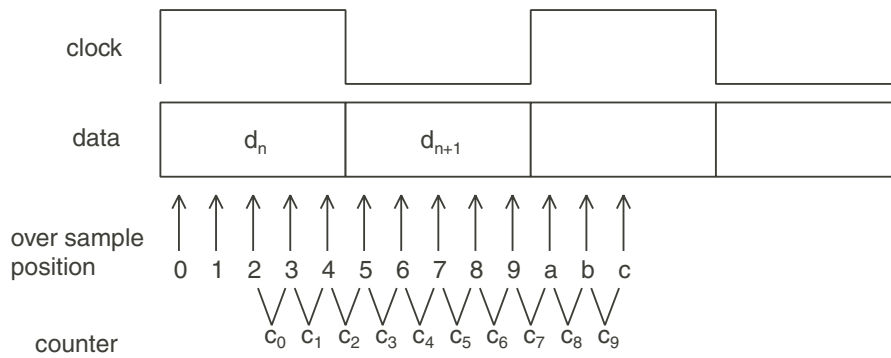 clock
data dₙ dₙ₊₁
over sample
position 0 1 2 3 4 5 6 7 8 9 a b c
counter c₀ c₁ c₂ c₃ c₄ c₅ c₆ c₇ c₈ c₉